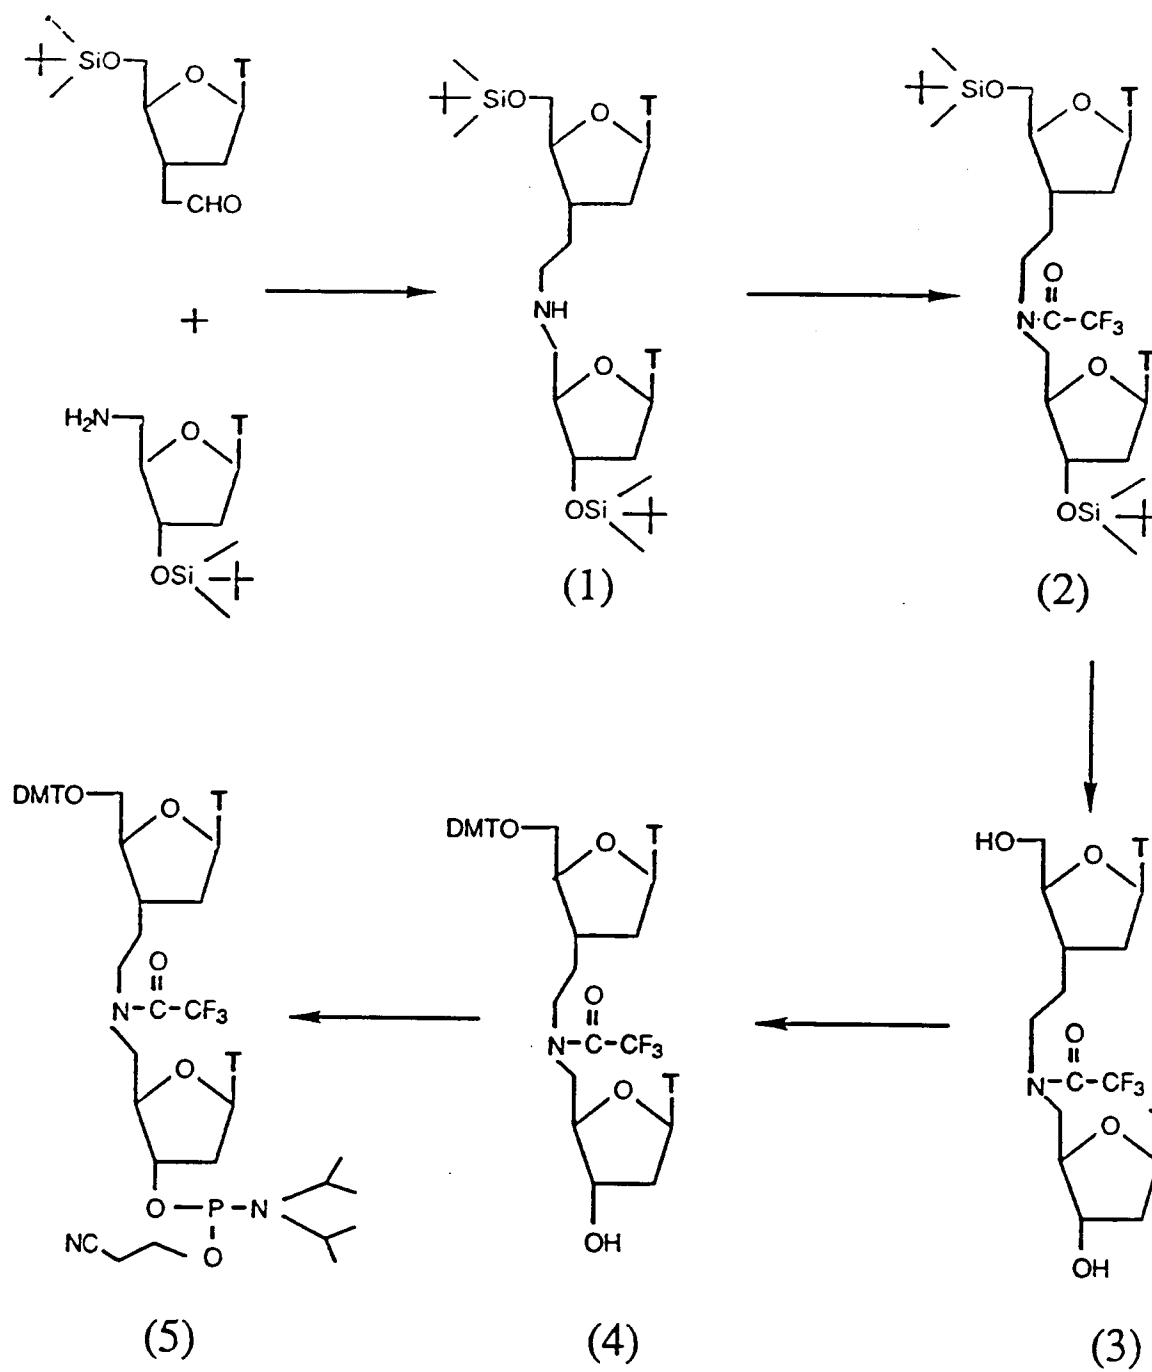 SiO
O
T
CHO
+
H₂N
O
T
OSi
SiO
O
T
NH
O
T
OSi
(1)
SiO
O
T
O
N·C–CF₃
O
T
OSi
(2)
DMTO
O
T
O
N–C–CF₃
O
T
O–P–N
NC
O
(5)
DMTO
O
T
O
N–C–CF₃
O
T
OH
(4)
HO
O
T
O
N–C–CF₃
O
OH
(3)